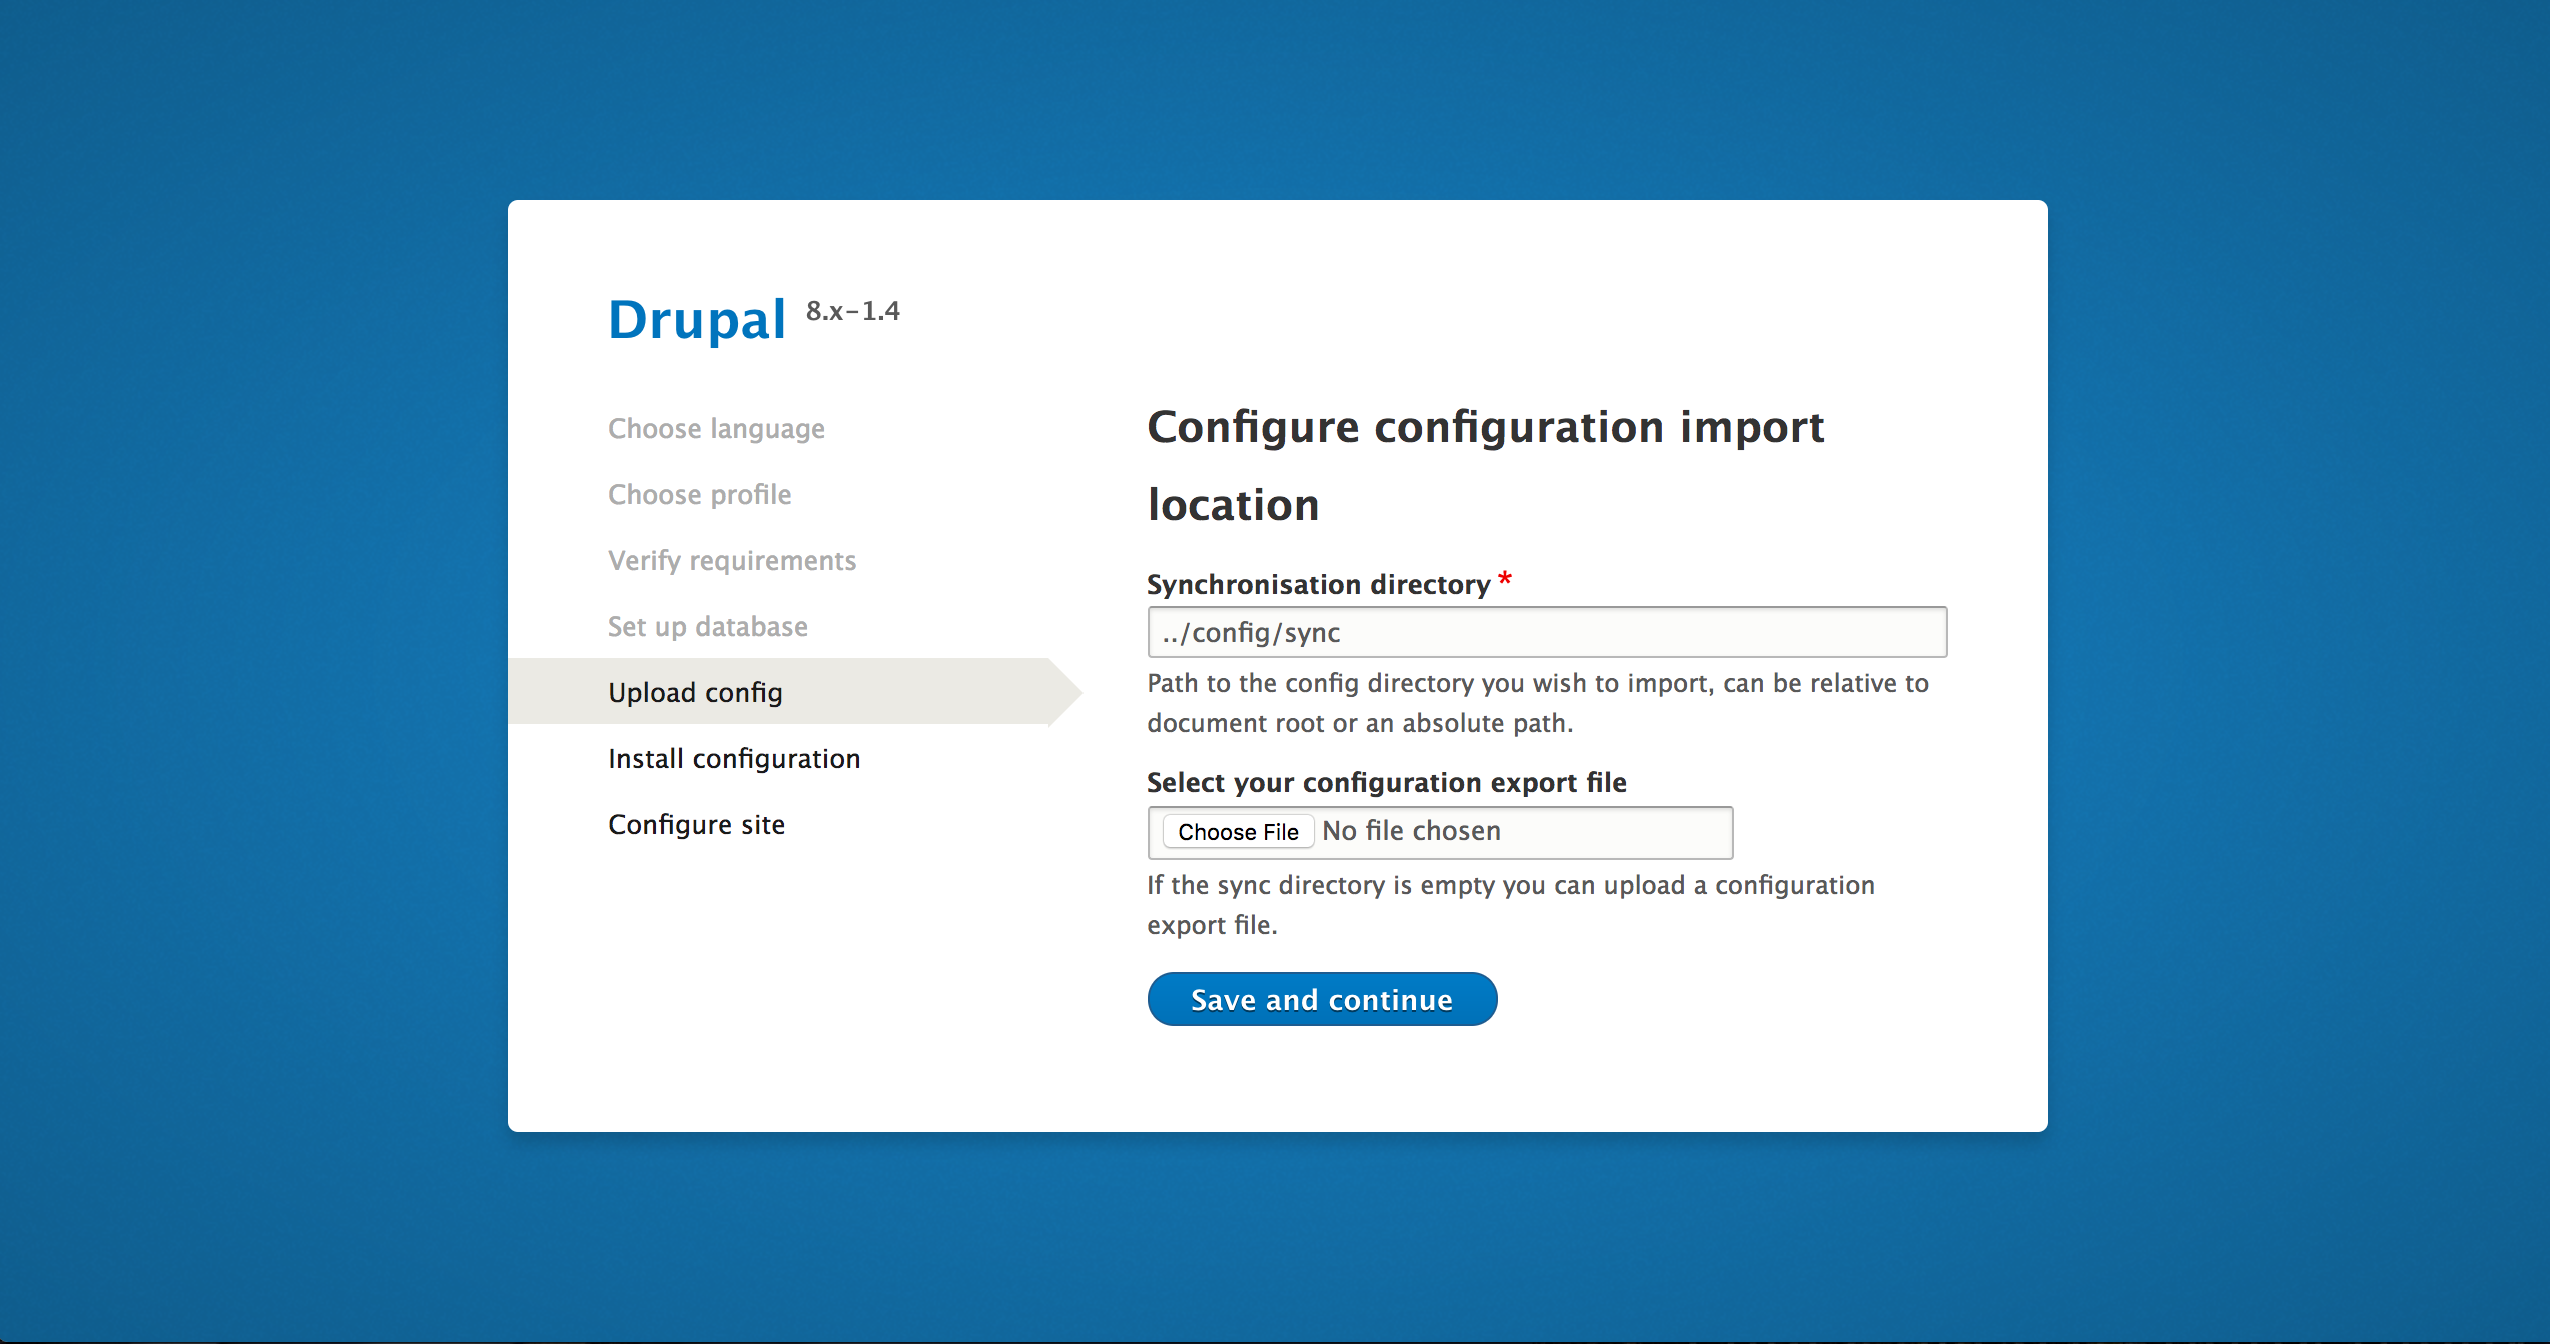 Drupal 8.x-1.4
Choose language
Choose profile
Verify requirements
Set up database
Upload config
Install configuration
Configure site
Configure configuration import
location
Synchronisation directory *
../config/sync
Path to the config directory you wish to import, can be relative to
document root or an absolute path.
Select your configuration export file
Choose File No file chosen
If the sync directory is empty you can upload a configuration
export file.
Save and continue